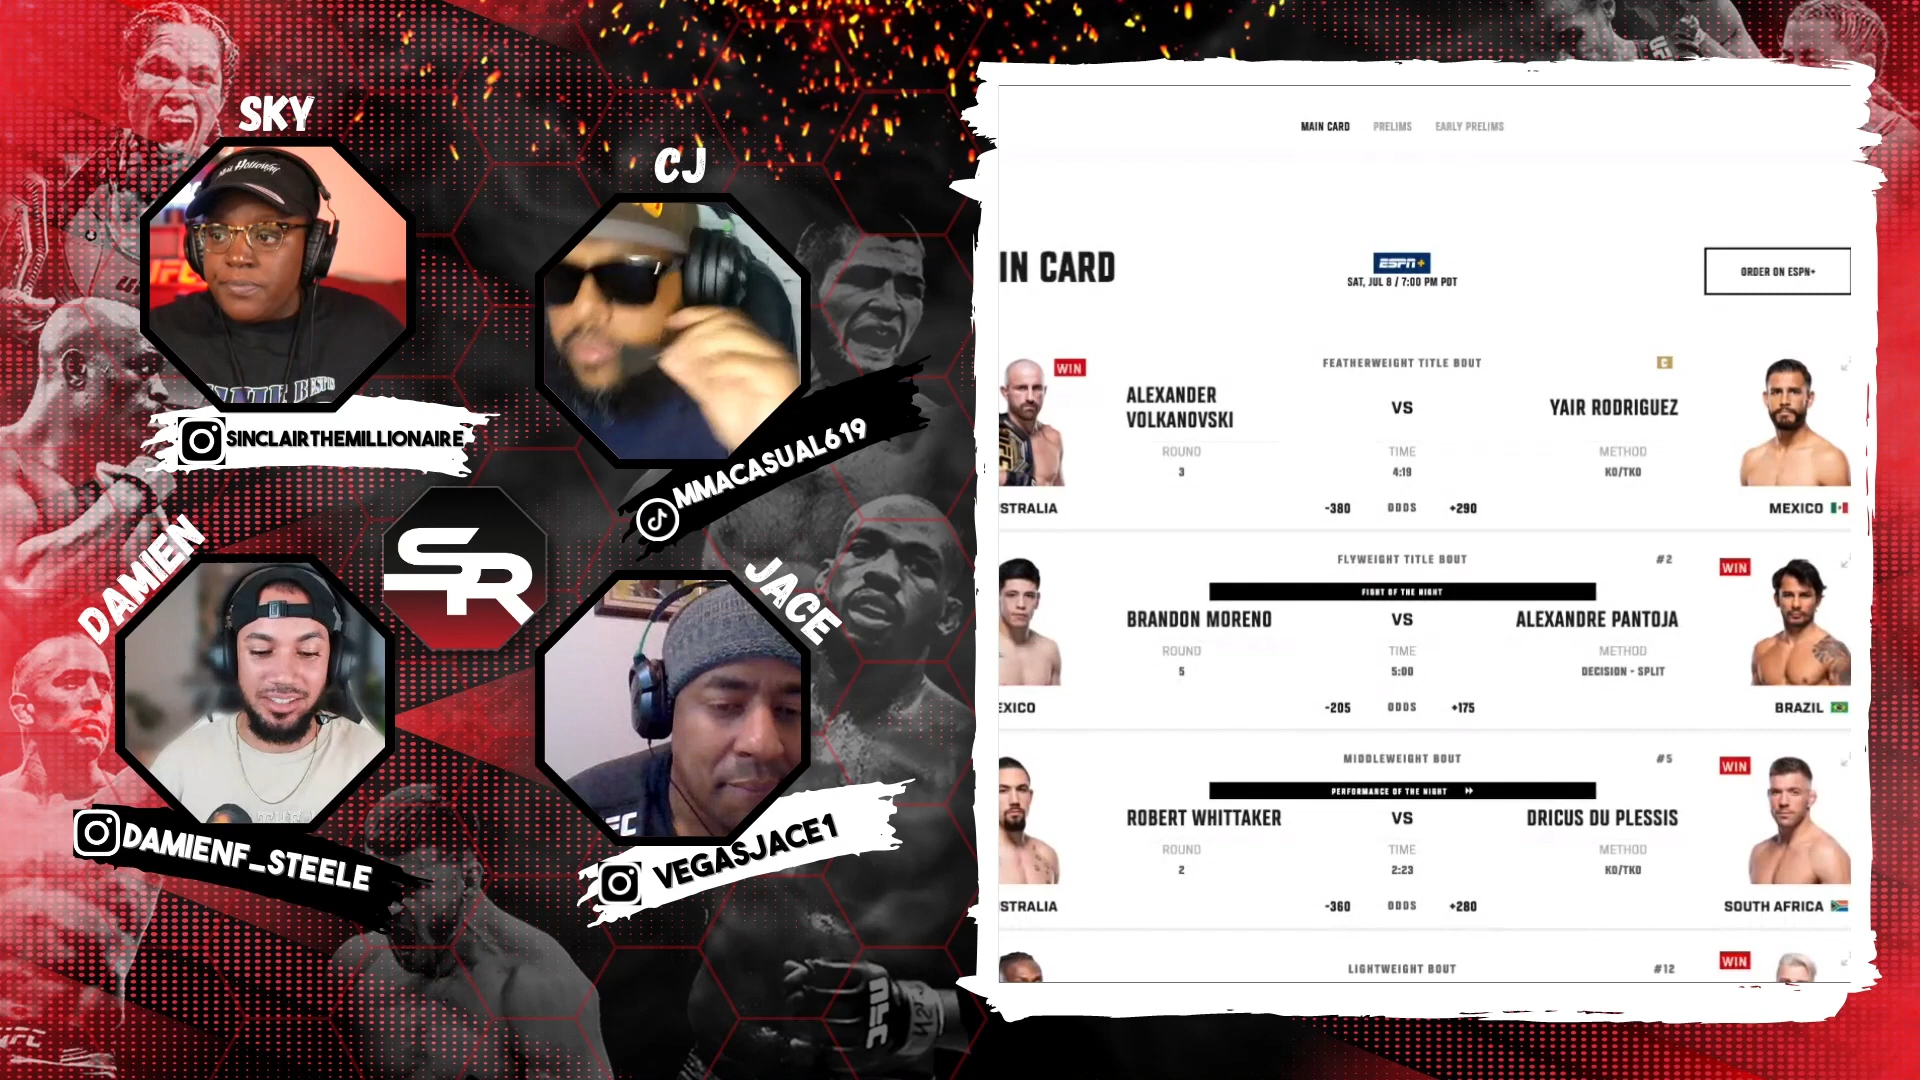 SKY
CJ
SINCLAIRTHEMILLIONAIRE
MMACASUAL619
DAMIEN
SR
JACE
DAMIENF_STEELE
VEGASJACE1
MAIN CARD PRELIMS EARLY PRELIMS
IN CARD
ESPN+
SAT, JUL 8 / 7:00 PM PDT
ORDER ON ESPN+
FEATHERWEIGHT TITLE BOUT C
WIN
ALEXANDER
VOLKANOVSKI
VS
YAIR RODRIGUEZ
ROUND TIME METHOD
3 4:19 KO/TKO
STRALIA -380 ODDS +290 MEXICO
FLYWEIGHT TITLE BOUT #2
WIN
FIGHT OF THE NIGHT
BRANDON MORENO VS ALEXANDRE PANTOJA
ROUND TIME METHOD
5 5:00 DECISION - SPLIT
EXICO -205 ODDS +175 BRAZIL
MIDDLEWEIGHT BOUT #5
WIN
PERFORMANCE OF THE NIGHT
ROBERT WHITTAKER VS DRICUS DU PLESSIS
ROUND TIME METHOD
2 2:23 KO/TKO
STRALIA -360 ODDS +280 SOUTH AFRICA
LIGHTWEIGHT BOUT #12
WIN
UFC